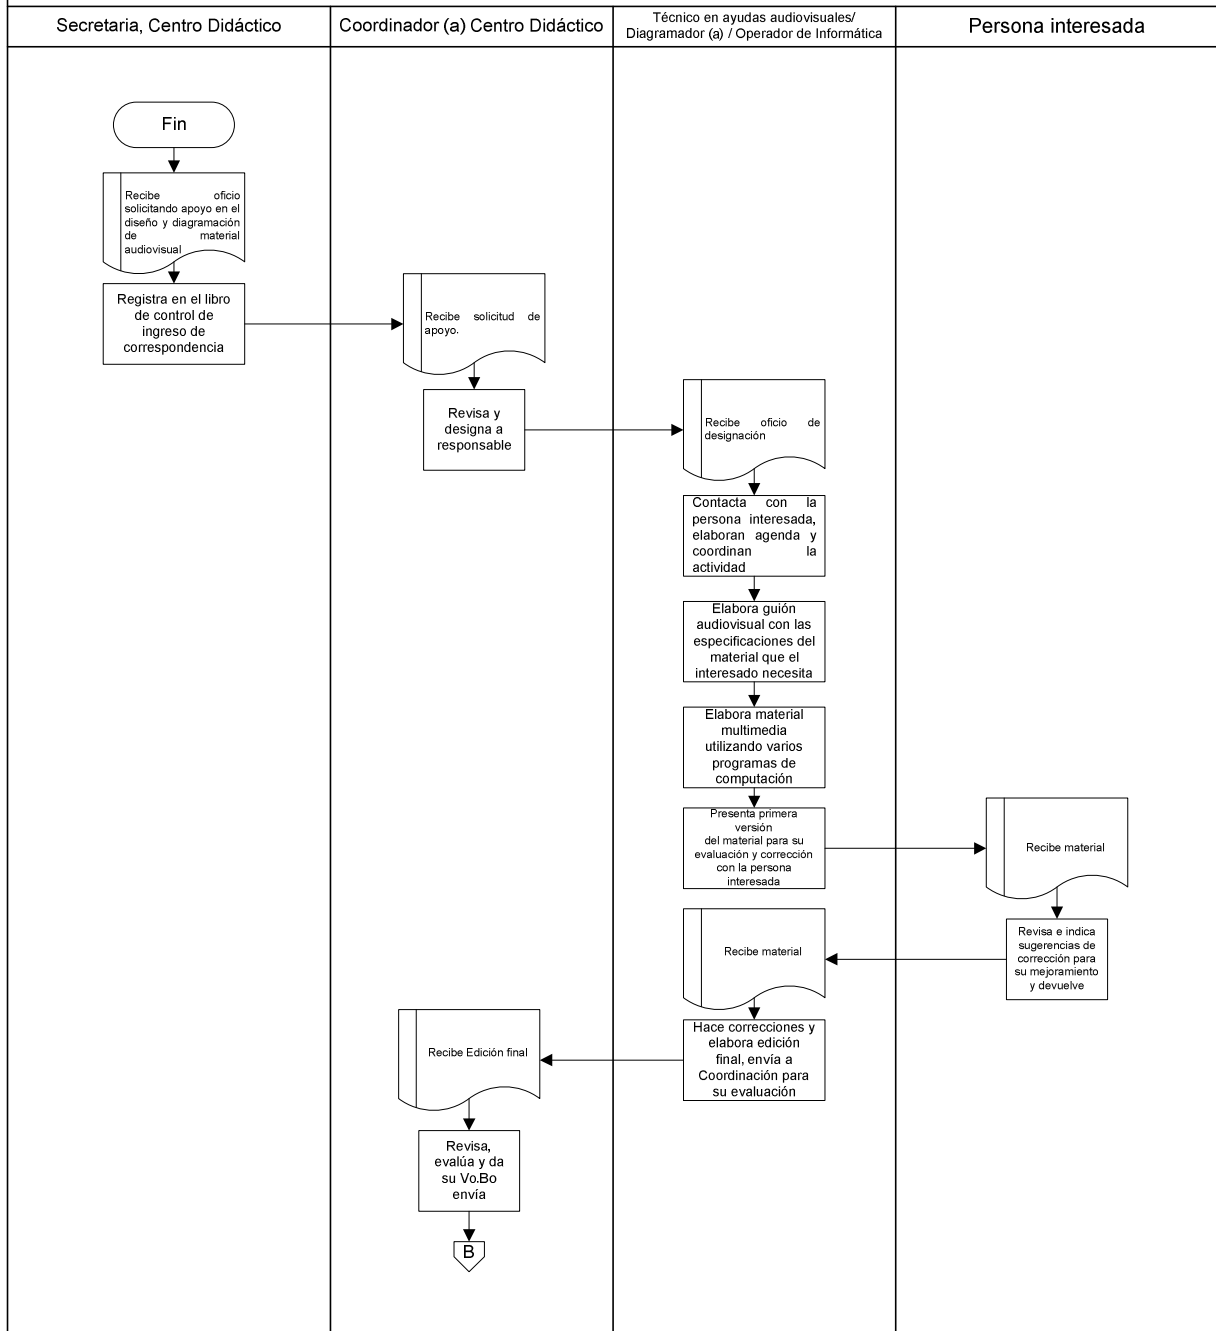 Secretaria, Centro Didáctico
Coordinador (a) Centro Didáctico
Técnico en ayudas audiovisuales/
Diagramador (a) / Operador de Informática
Persona interesada
Fin
Recibe oficio
solicitando apoyo en el
diseño y diagramación
de material
audiovisual
Registra en el libro
de control de
ingreso de
correspondencia
Recibe solicitud de
apoyo.
Revisa y
designa a
responsable
Recibe oficio de
designación
Contacta con la
persona interesada,
elaboran agenda y
coordinan la
actividad
Elabora guión
audiovisual con las
especificaciones del
material que el
interesado necesita
Elabora material
multimedia
utilizando varios
programas de
computación
Presenta primera
versión
del material para su
evaluación y corrección
con la persona
interesada
Recibe material
Revisa e indica
sugerencias de
corrección para
su mejoramiento
y devuelve
Recibe material
Hace correcciones y
elabora edición
final, envía a
Coordinación para
su evaluación
Recibe Edición final
Revisa,
evalúa y da
su Vo.Bo
envía
B